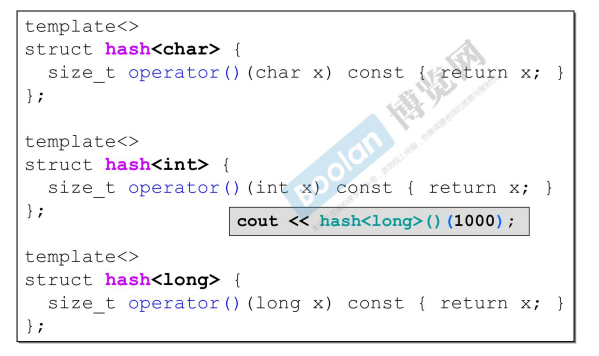 template<>
struct hash<char> {
  size_t operator()(char x) const { return x; }
};
template<>
struct hash<int> {
  size_t operator()(int x) const { return x; }
};
cout << hash<long>()(1000);
template<>
struct hash<long> {
  size_t operator()(long x) const { return x; }
};
Boolan 博览网